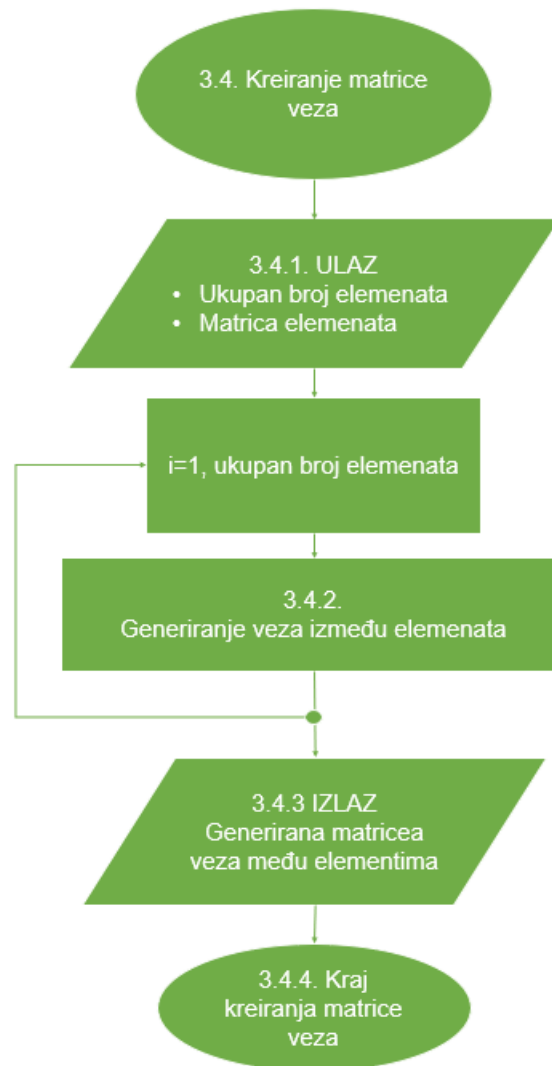 3.4. Kreiranje matrice
veza
3.4.1. ULAZ
• Ukupan broj elemenata
• Matrica elemenata
i=1, ukupan broj elemenata
3.4.2.
Generiranje veza između elemenata
3.4.3 IZLAZ
Generirana matricea
veza među elementima
3.4.4. Kraj
kreiranja matrice
veza